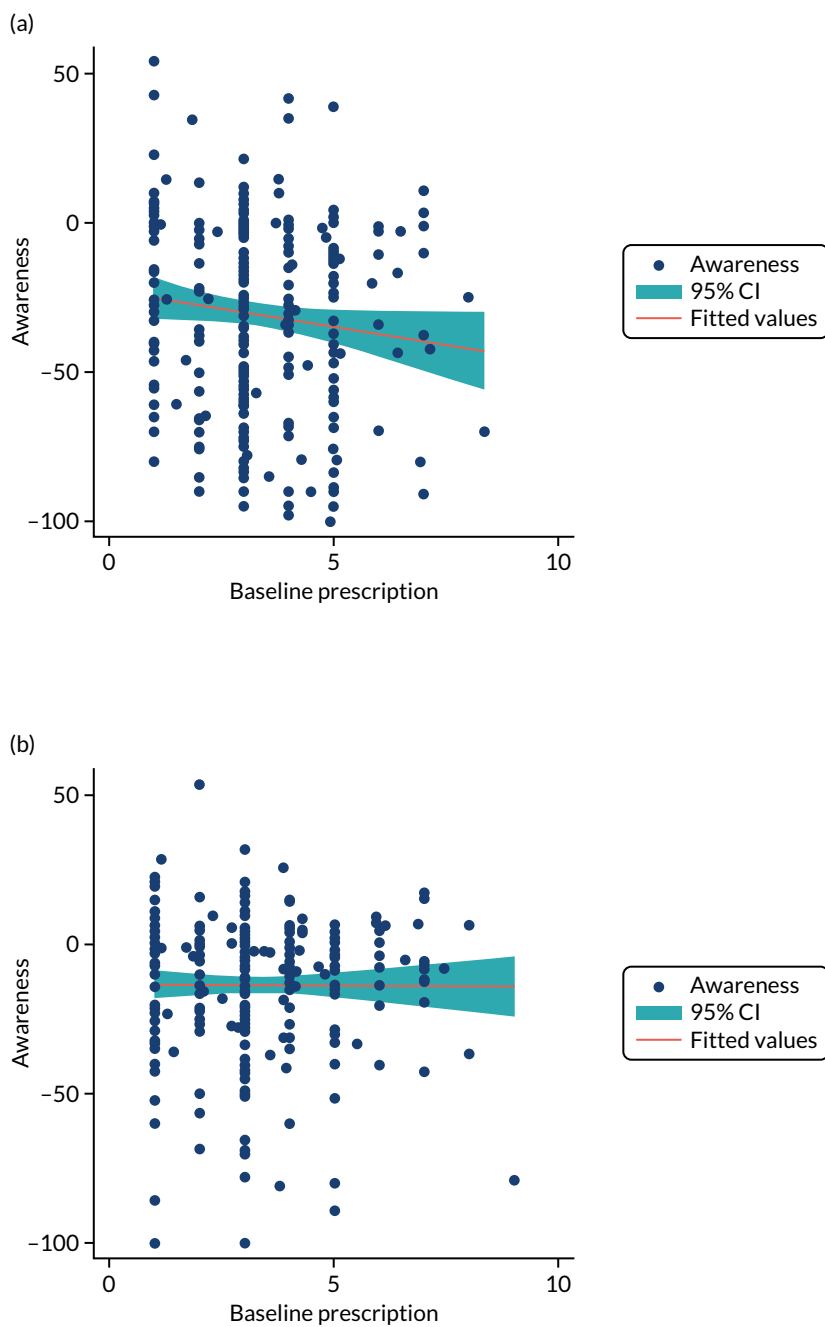 (a)
50
0
−50
−100
Awareness
0
5
10
Baseline prescription
Awareness
95% CI
Fitted values
(b)
50
0
−50
−100
Awareness
0
5
10
Baseline prescription
Awareness
95% CI
Fitted values